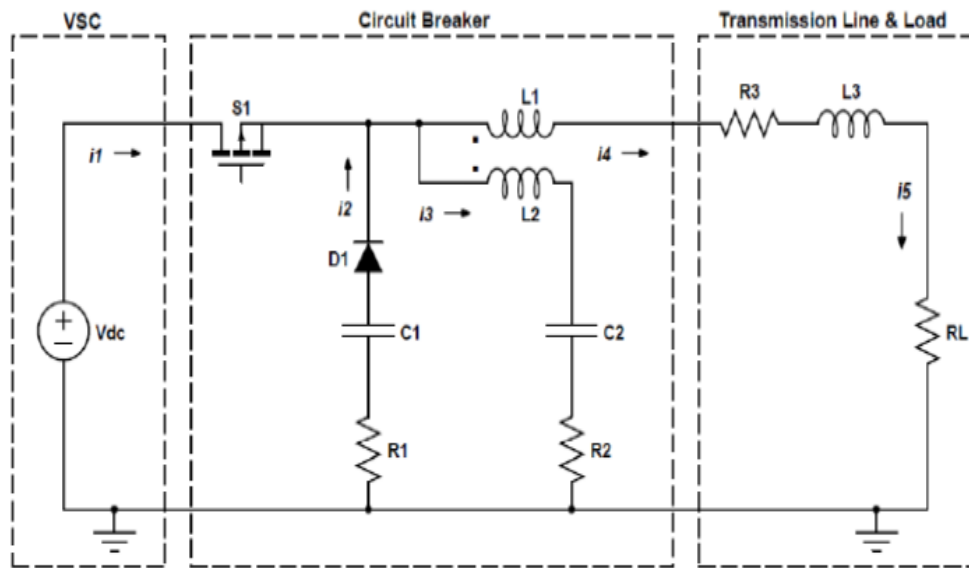 VSC
Circuit Breaker
Transmission Line & Load
S1
L1
R3
L3
i1
i4
i2
i3
L2
i5
D1
Vdc
C1
C2
RL
R1
R2